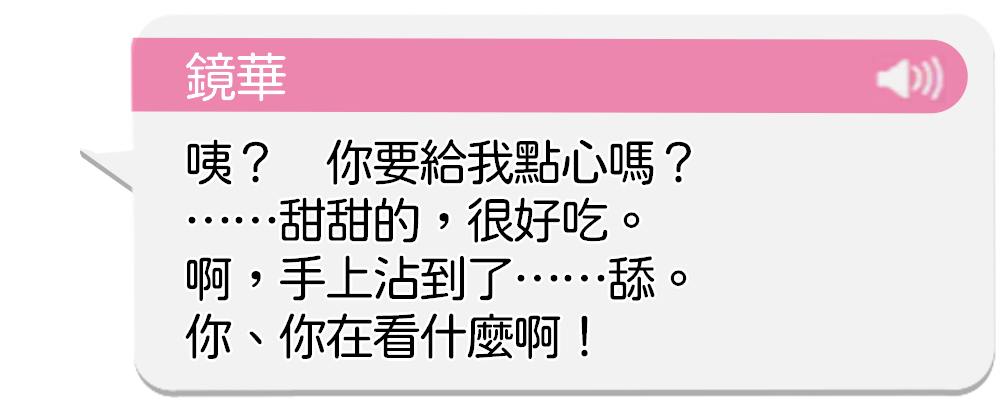 鏡華
咦？　你要給我點心嗎？
……甜甜的，很好吃。
啊，手上沾到了……舔。
你、你在看什麼啊！